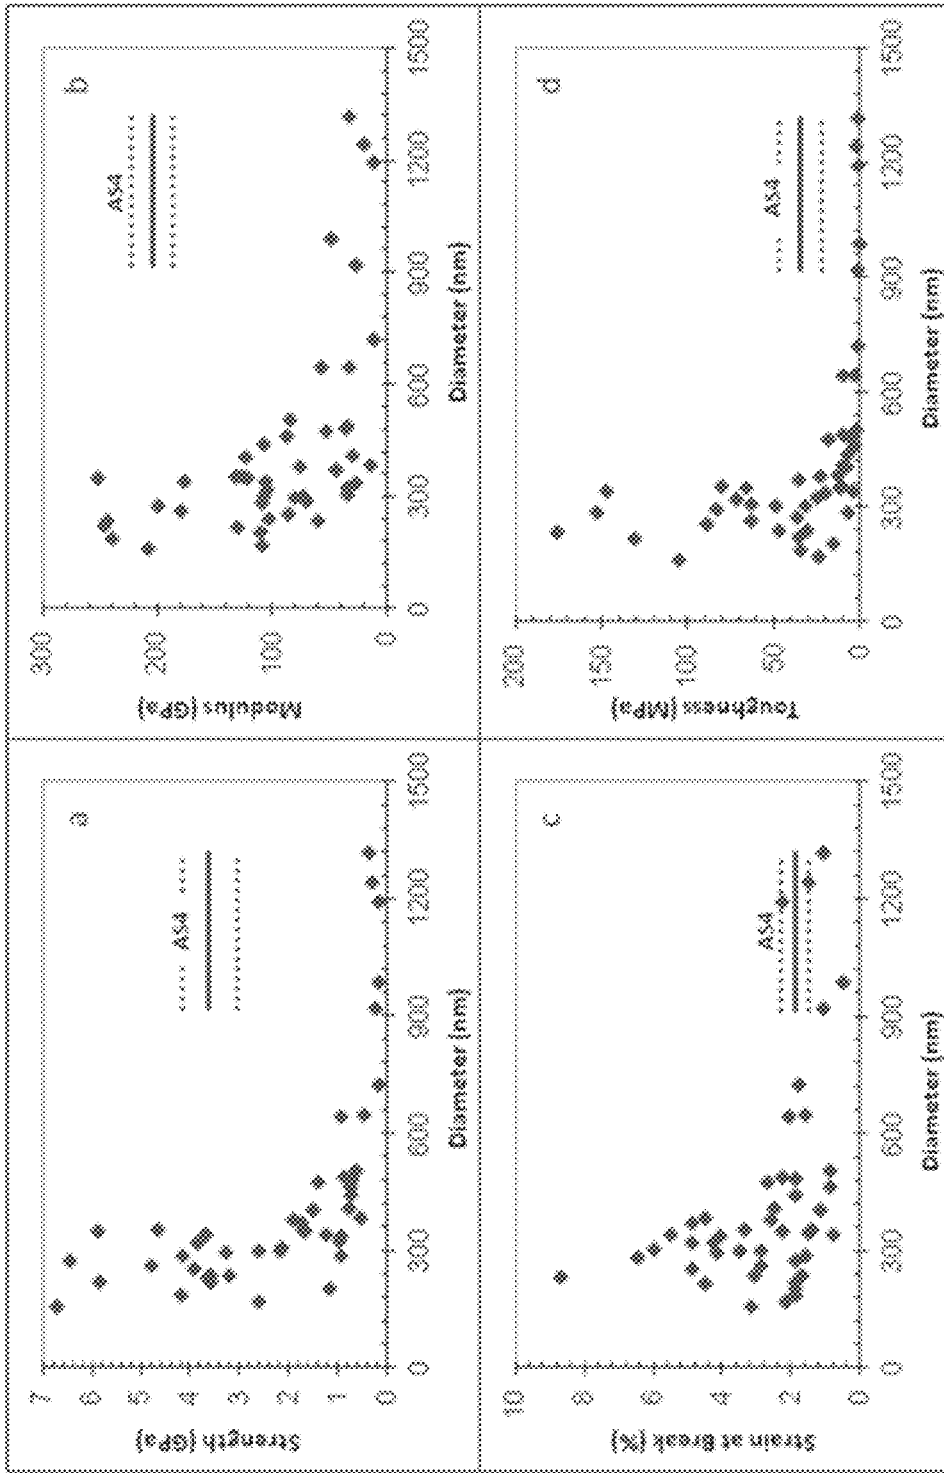 a
Strength (GPa)
7
6
5
4
3
2
1
0
AS4
0
300
600
900
1200
1500
Diameter (nm)
b
Modulus (GPa)
300
200
100
0
AS4
0
300
600
900
1200
1500
Diameter (nm)
c
Strain at Break (%)
10
8
6
4
2
0
AS4
0
300
600
900
1200
1500
Diameter (nm)
d
Toughness (MPa)
200
150
100
50
0
AS4
0
300
600
900
1200
1500
Diameter (nm)